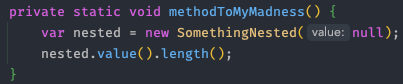 private static void methodToMyMadness() {
var nested = new SomethingNested( value: null);
nested.value().length();
}